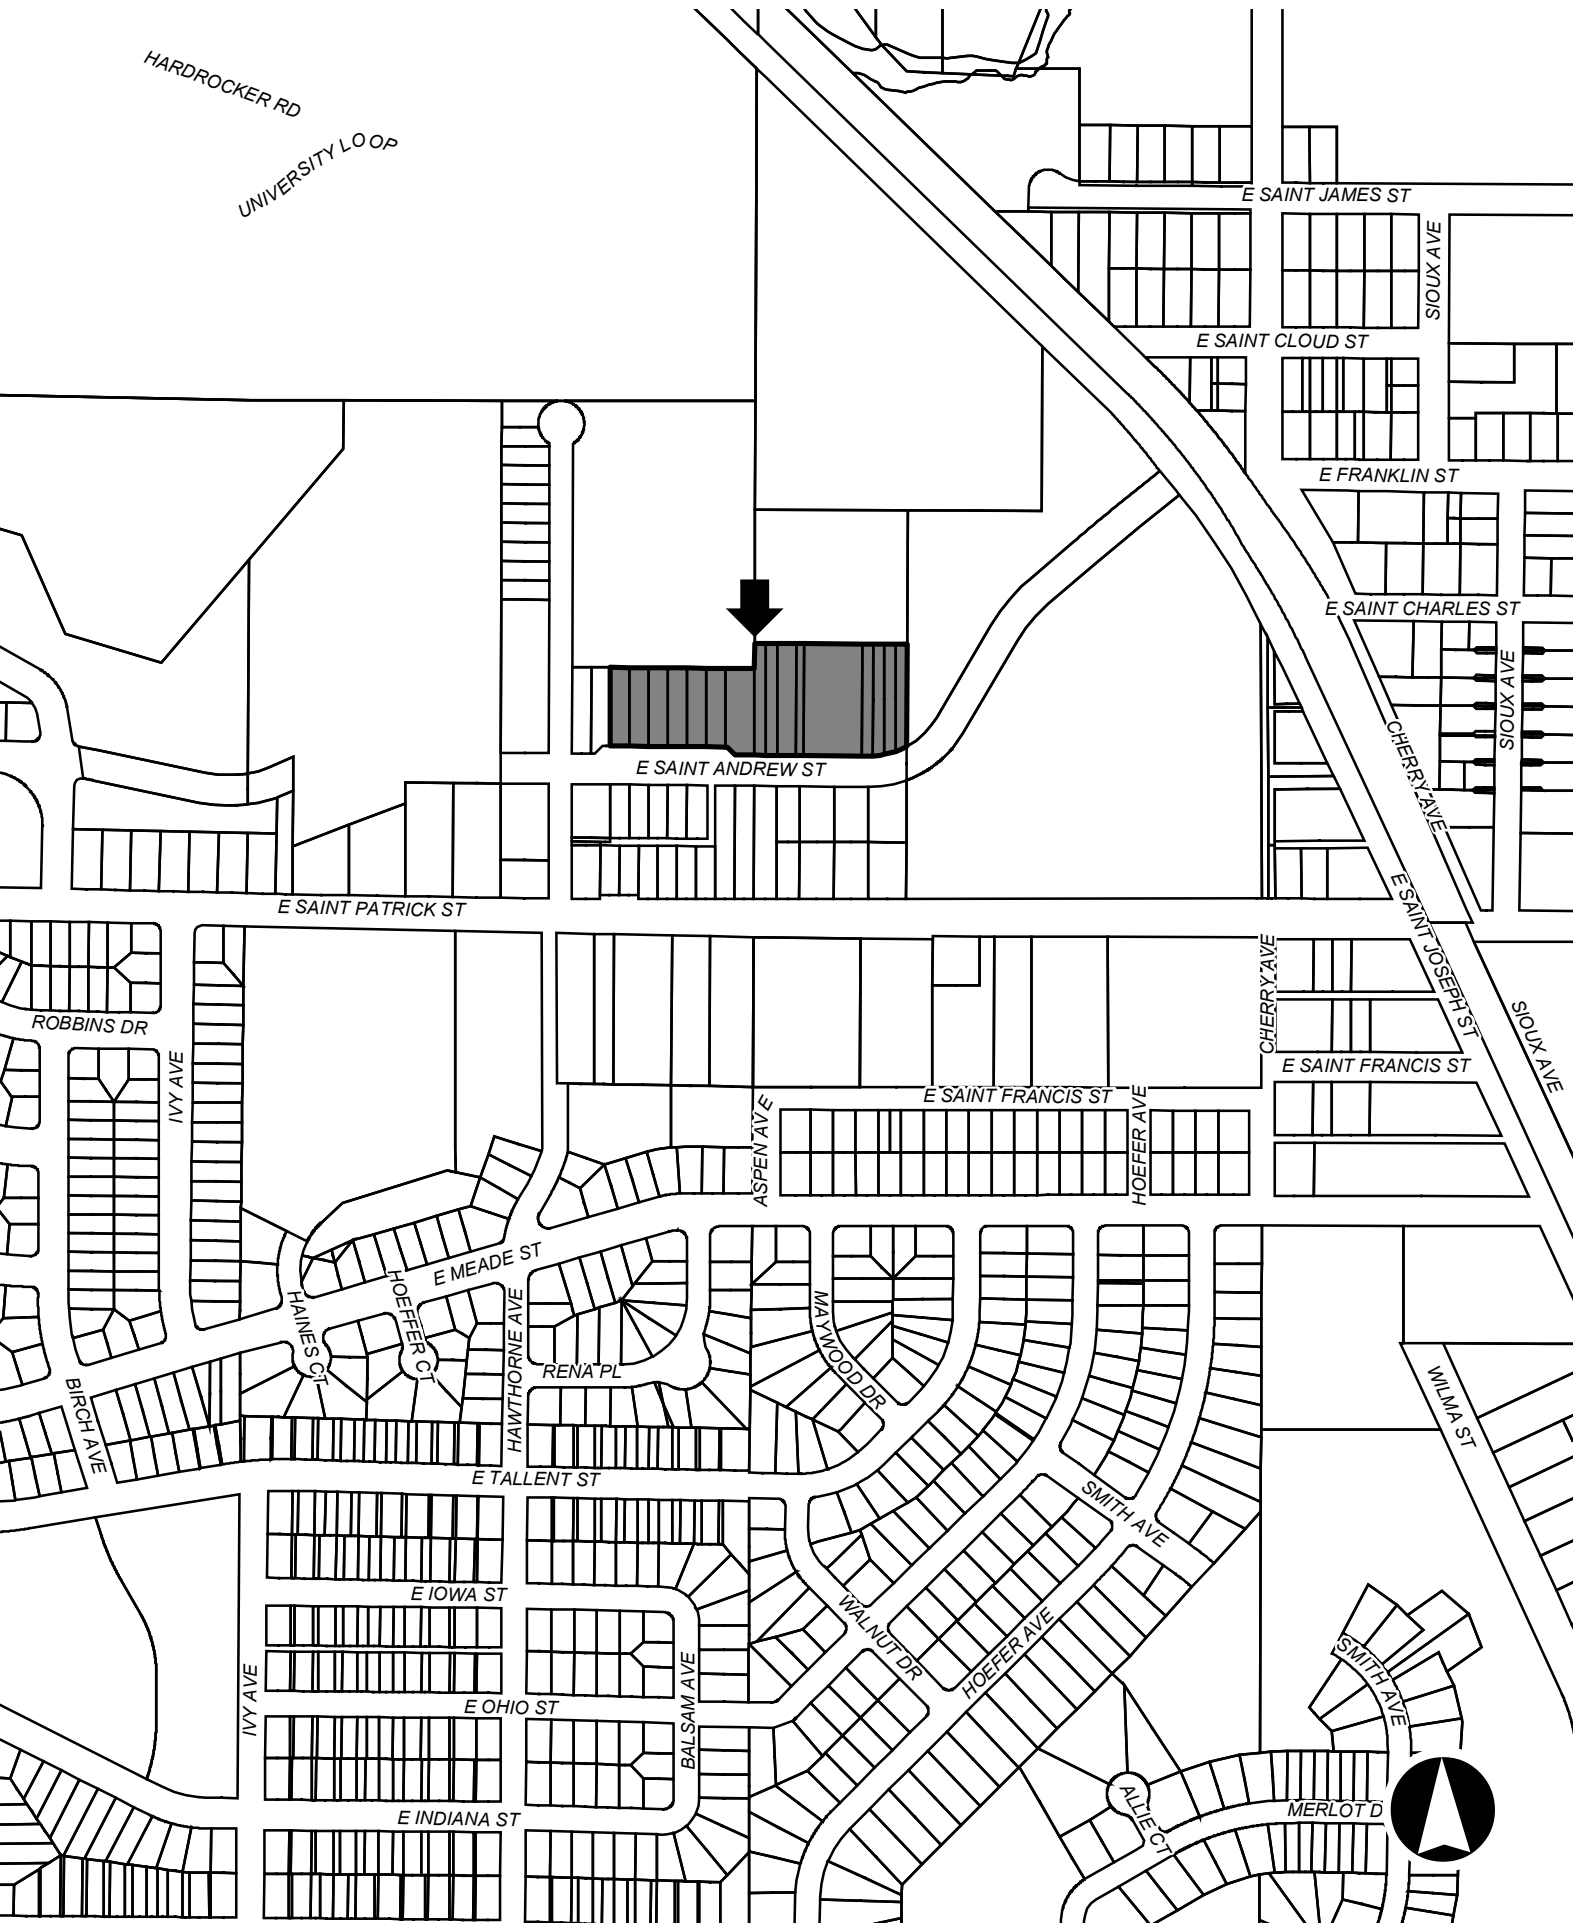 HARDROCKER RD
UNIVERSITY LOOP
E SAINT JAMES ST
SIOUX AVE
E SAINT CLOUD ST
E FRANKLIN ST
E SAINT CHARLES ST
SIOUX AVE
CHERRY AVE
E SAINT ANDREW ST
E SAINT PATRICK ST
E SAINT JOSEPH ST
CHERRY AVE
ROBBINS DR
IVY AVE
SIOUX AVE
E SAINT FRANCIS ST
E SAINT FRANCIS ST
ASPEN AVE
HOEFER AVE
E MEADE ST
HAINES CT
HOEFFER CT
HAWTHORNE AVE
MAYWOOD DR
RENA PL
BIRCH AVE
WILMA ST
E TALLENT ST
SMITH AVE
E IOWA ST
WALNUT DR
HOEFER AVE
SMITH AVE
IVY AVE
E OHIO ST
BALSAM AVE
E INDIANA ST
ALLIE CT
MERLOT D